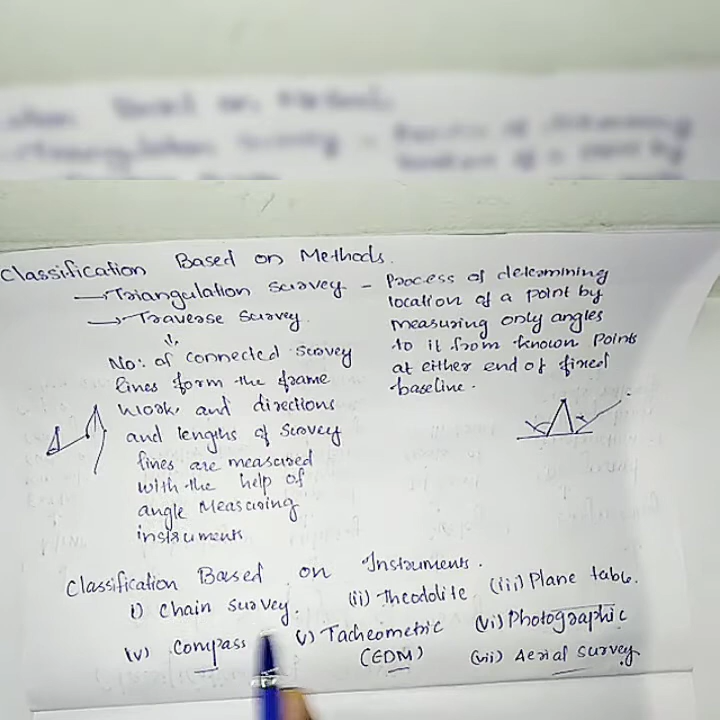 Classification Based on Methods.
→ Triangulation survey - Process of determining
location of a point by
measuring only angles
to it from known points
at either end of fixed
baseline.
→ Traverse survey.
No: of connected survey
lines form the frame
work, and directions
and lengths of survey
lines are measured
with the help of
angle measuring
instruments
Classification Based on Instruments.
i) Chain survey. (ii) Theodolite (iii) Plane table.
(iv) Compass (v) Tacheometric (vi) Photographic
(EDM) (vii) Aerial survey.